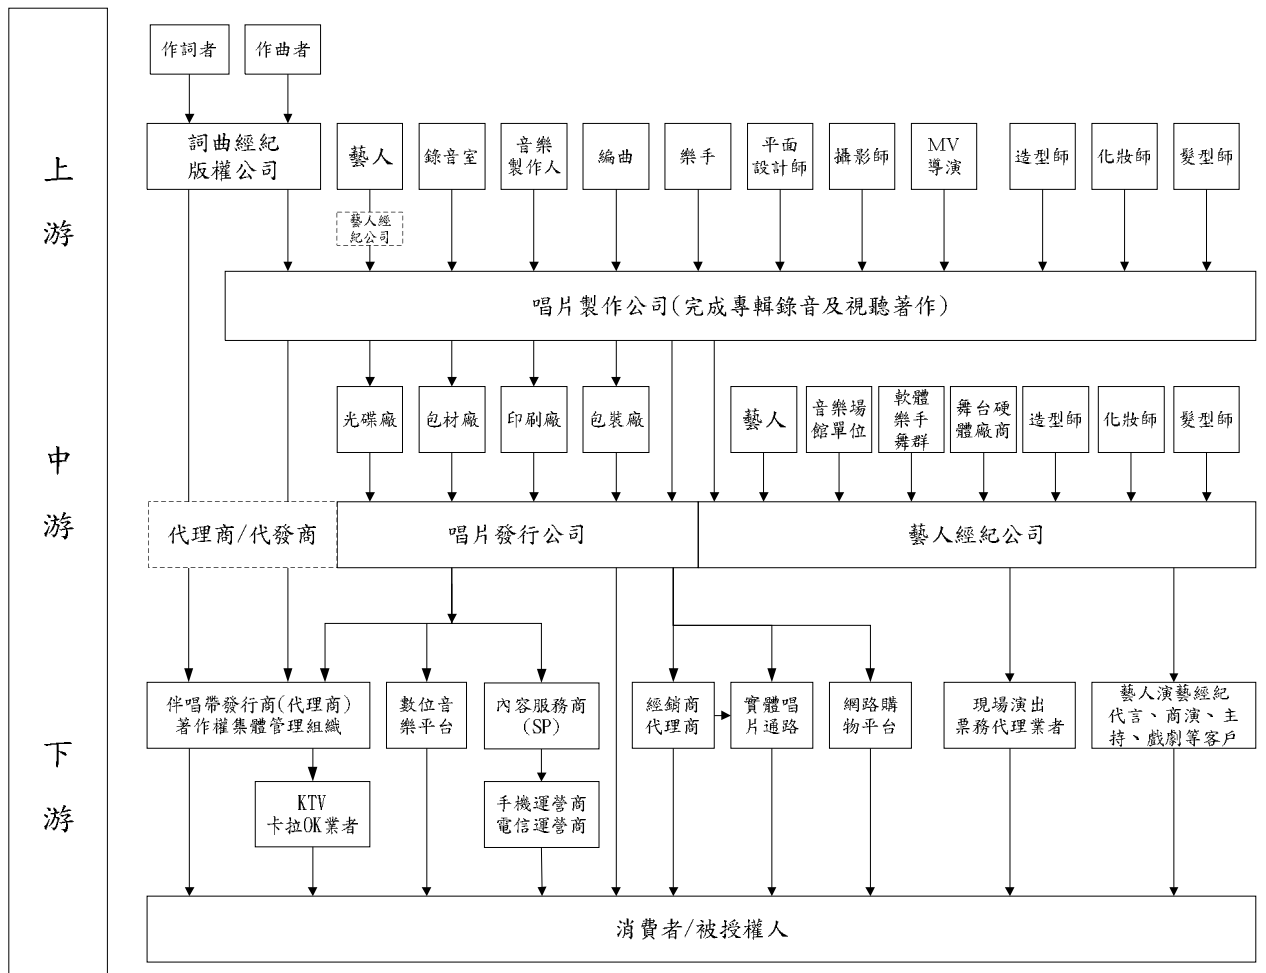 上
游
作詞者
作曲者
詞曲經紀
版權公司
藝人
錄音室
音樂
製作人
編曲
樂手
平面
設計師
攝影師
MV
導演
造型師
化妝師
髮型師
藝人經
紀公司
唱片製作公司(完成專輯錄音及視聽著作)
中
游
光碟廠
包材廠
印刷廠
包裝廠
藝人
音樂場
館單位
軟體
樂手
舞群
舞台硬
體廠商
造型師
化妝師
髮型師
代理商/代發商
唱片發行公司
藝人經紀公司
下
游
伴唱帶發行商(代理商)
著作權集體管理組織
數位音
樂平台
內容服務商
(SP)
經銷商
代理商
實體唱
片通路
網路購
物平台
現場演出
票務代理業者
藝人演藝經紀
代言、商演、主
持、戲劇等客戶
KTV
卡拉OK業者
手機運營商
電信運營商
消費者/被授權人